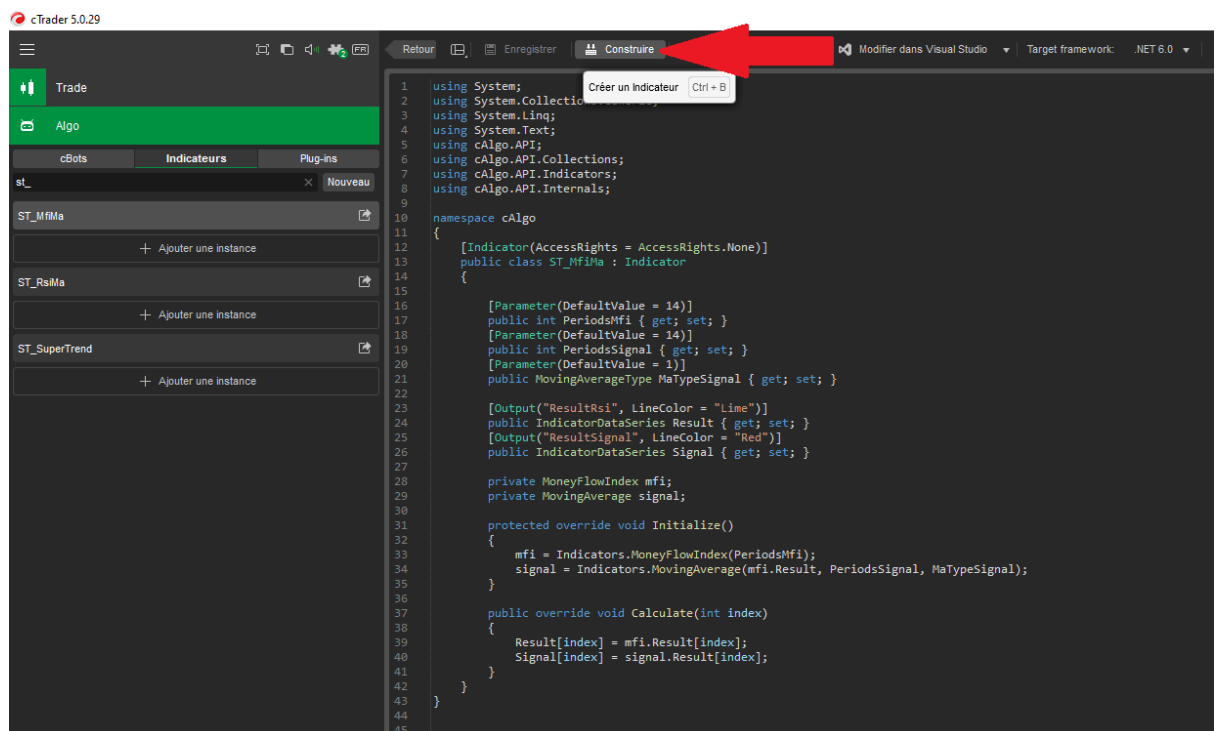 cTrader 5.0.29
2 FR Retour Enregistrer Construire Modifier dans Visual Studio Target framework: .NET 6.0
Créer un Indicateur Ctrl + B
Trade
Algo
cBots Indicateurs Plug-ins
st_ Nouveau
ST_MfiMa
Ajouter une instance
ST_RsiMa
Ajouter une instance
ST_SuperTrend
Ajouter une instance
1 using System;
2
3 using System.Linq;
4 using System.Text;
5 using cAlgo.API;
6 using cAlgo.API.Collections;
7 using cAlgo.API.Indicators;
8 using cAlgo.API.Internals;
9
10 namespace cAlgo
11 {
12 [Indicator(AccessRights = AccessRights.None)]
13 public class ST_MfiMa : Indicator
14 {
15
16 [Parameter(DefaultValue = 14)]
17 public int PeriodsMfi { get; set; }
18 [Parameter(DefaultValue = 14)]
19 public int PeriodsSignal { get; set; }
20 [Parameter(DefaultValue = 1)]
21 public MovingAverageType MaTypeSignal { get; set; }
22
23 [Output("ResultRsi", LineColor = "Lime")]
24 public IndicatorDataSeries Result { get; set; }
25 [Output("ResultSignal", LineColor = "Red")]
26 public IndicatorDataSeries Signal { get; set; }
27
28 private MoneyFlowIndex mfi;
29 private MovingAverage signal;
30
31 protected override void Initialize()
32 {
33 mfi = Indicators.MoneyFlowIndex(PeriodsMfi);
34 signal = Indicators.MovingAverage(mfi.Result, PeriodsSignal, MaTypeSignal);
35 }
36
37 public override void Calculate(int index)
38 {
39 Result[index] = mfi.Result[index];
40 Signal[index] = signal.Result[index];
41 }
42 }
43 }
44
45